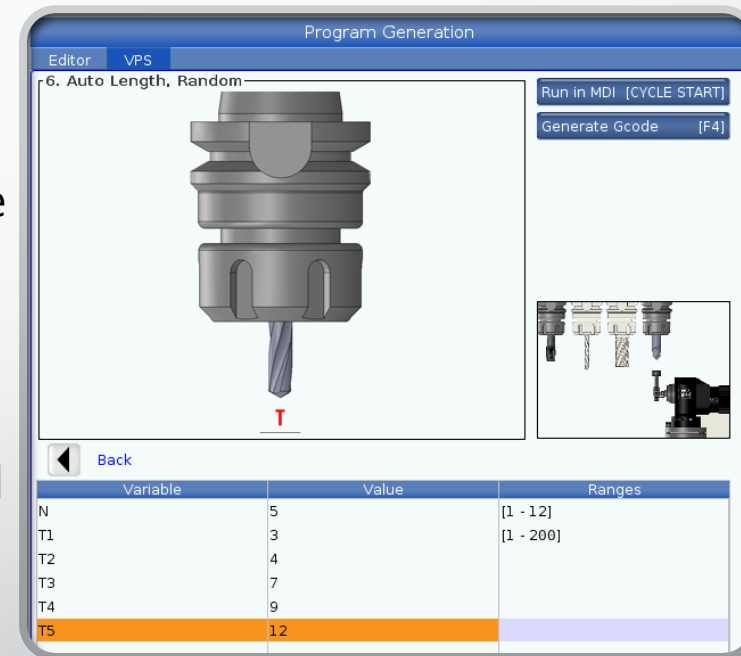 Program Generation
Editor VPS
6. Auto Length, Random
Run in MDI [CYCLE START]
Generate Gcode [F4]
T
Back
Variable Value Ranges
N 5 [1 - 12]
T1 3 [1 - 200]
T2 4
T3 7
T4 9
T5 12